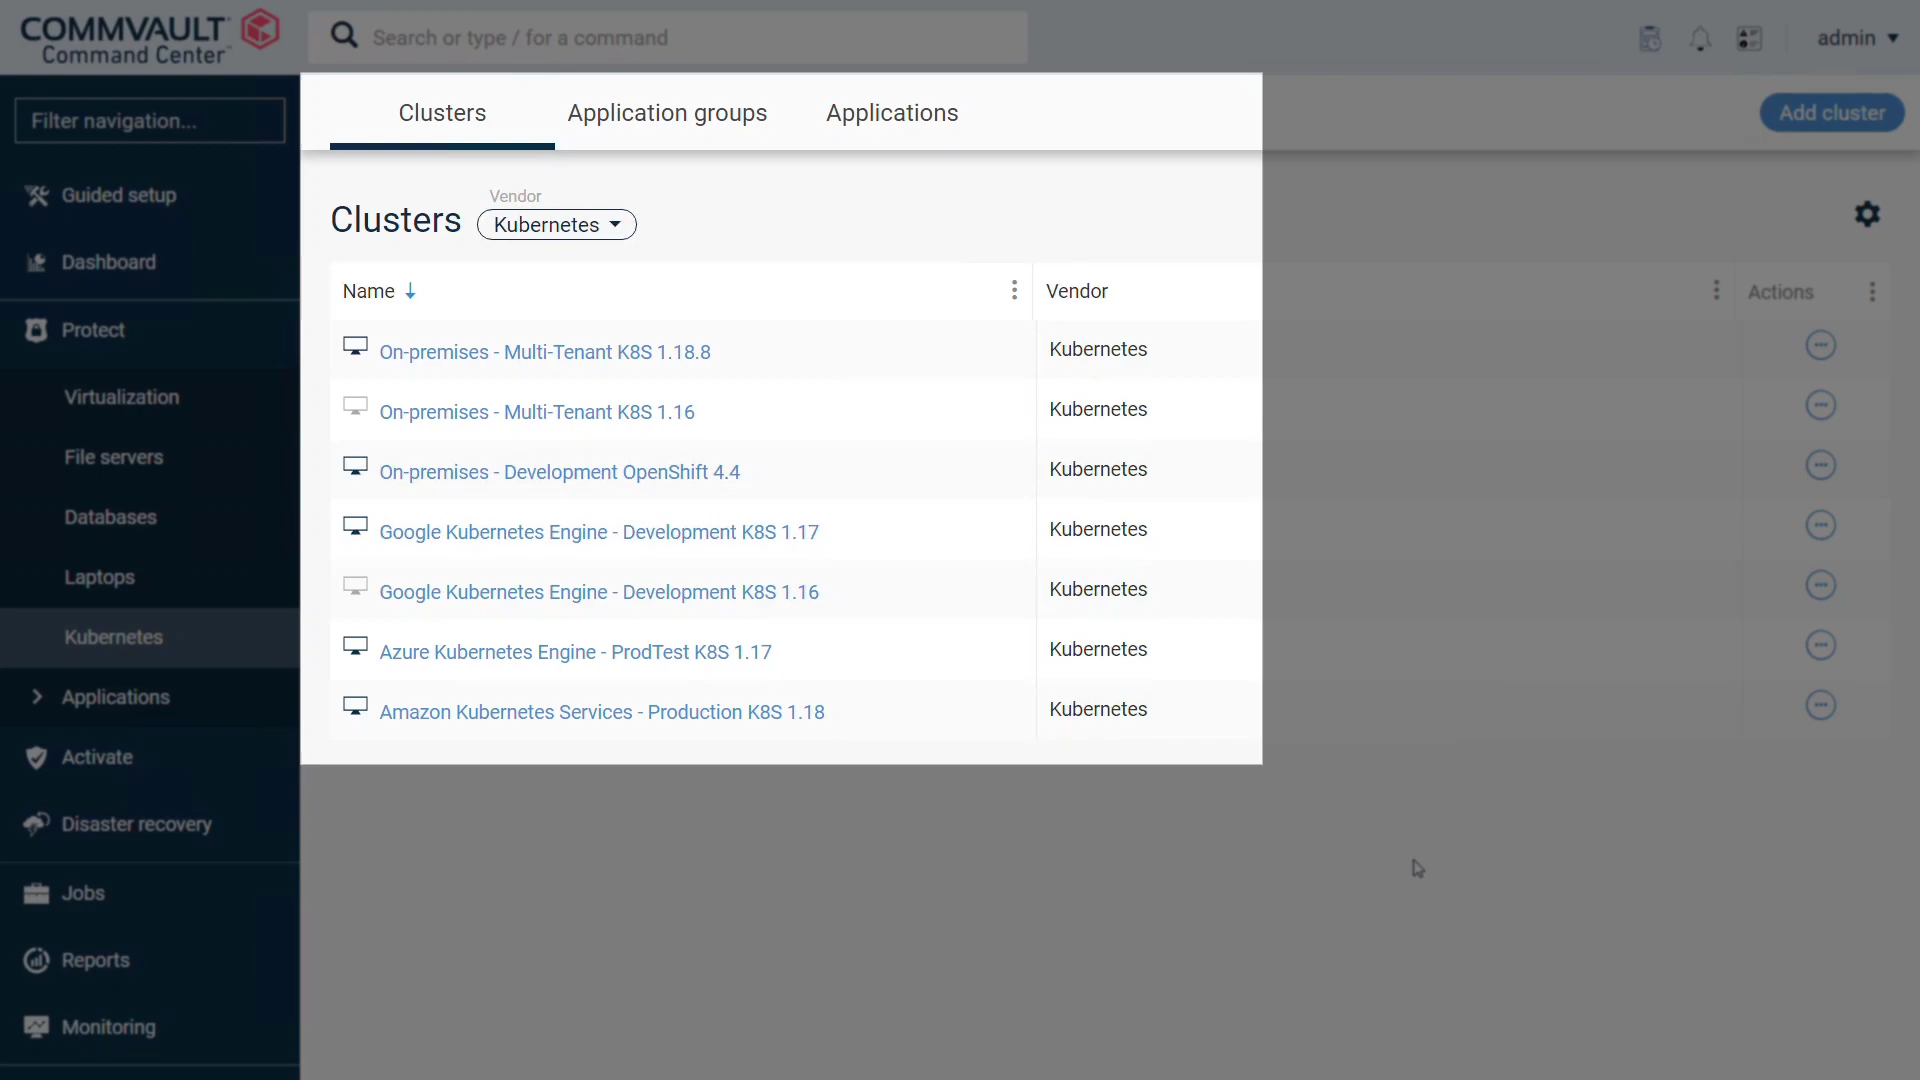 COMMVAULT
Command Center™
Search or type / for a command
admin
Filter navigation...
Guided setup
Dashboard
Protect
Virtualization
File servers
Databases
Laptops
Kubernetes
Applications
Activate
Disaster recovery
Jobs
Reports
Monitoring
Clusters Application groups Applications
Add cluster
Vendor
Clusters Kubernetes
Name Vendor Actions
On-premises - Multi-Tenant K8S 1.18.8 Kubernetes
On-premises - Multi-Tenant K8S 1.16 Kubernetes
On-premises - Development OpenShift 4.4 Kubernetes
Google Kubernetes Engine - Development K8S 1.17 Kubernetes
Google Kubernetes Engine - Development K8S 1.16 Kubernetes
Azure Kubernetes Engine - ProdTest K8S 1.17 Kubernetes
Amazon Kubernetes Services - Production K8S 1.18 Kubernetes